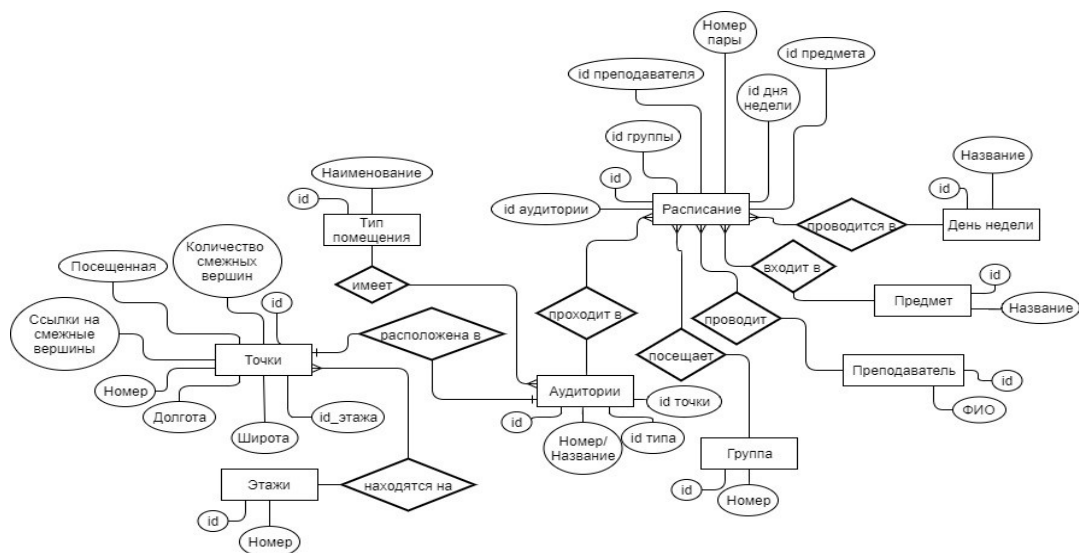 Номер
пары
id предмета
id преподавателя
id дня
недели
id группы
Название
Наименование
id
id
id
id аудитории
Расписание
Тип
помещения
проводится в
День недели
Количество
смежных
вершин
Посещенная
входит в
id
имеет
id
Предмет
Название
Ссылки на
смежные
вершины
проходит в
проводит
расположена в
Точки
посещает
Преподаватель
id
Номер
Аудитории
id точки
Долгота
id_этажа
id
ФИО
Широта
Номер/
Название
id типа
Группа
Этажи
находятся на
id
Номер
id
Номер